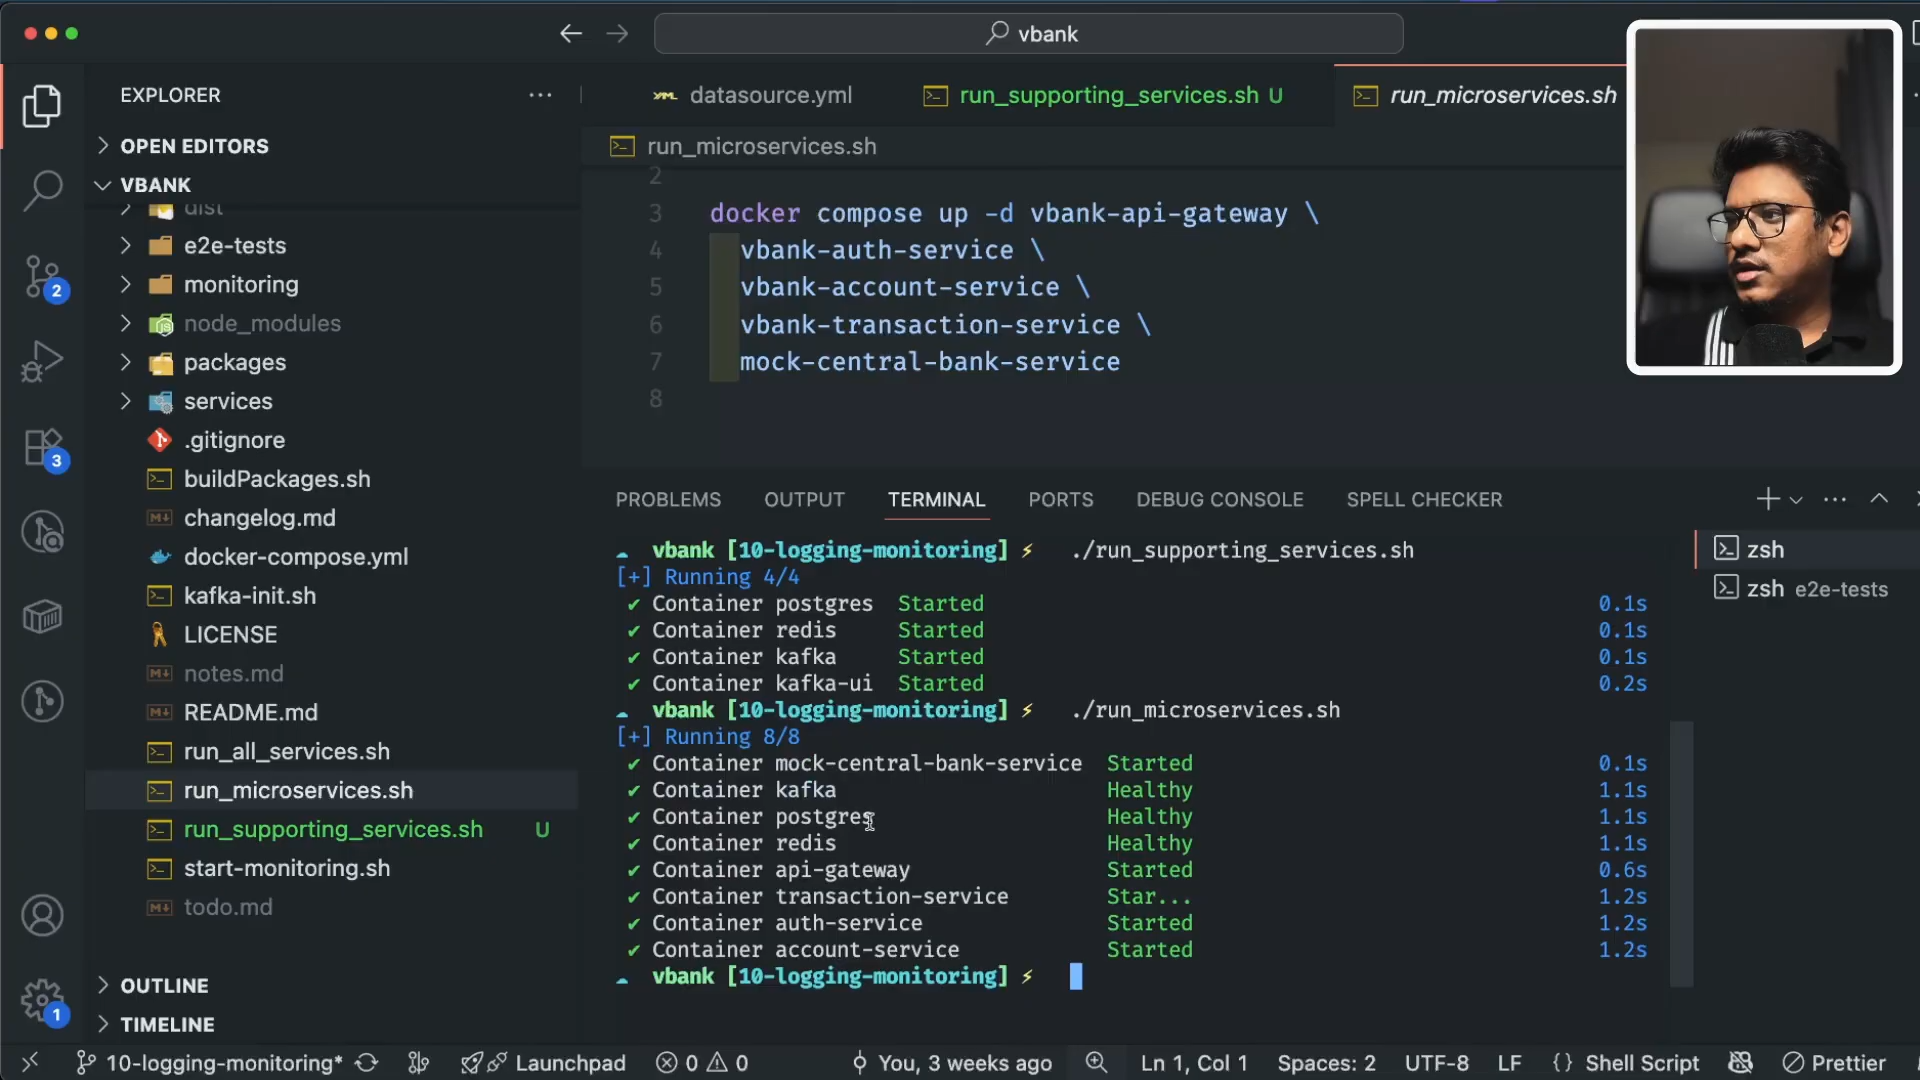 vbank
EXPLORER
OPEN EDITORS
VBANK
dist
e2e-tests
monitoring
node_modules
packages
services
.gitignore
buildPackages.sh
changelog.md
docker-compose.yml
kafka-init.sh
LICENSE
notes.md
README.md
run_all_services.sh
run_microservices.sh
run_supporting_services.sh U
start-monitoring.sh
todo.md
OUTLINE
TIMELINE
2
3
1
datasource.yml
run_supporting_services.sh U
run_microservices.sh
run_microservices.sh
2
3 docker compose up -d vbank-api-gateway \
4 vbank-auth-service \
5 vbank-account-service \
6 vbank-transaction-service \
7 mock-central-bank-service
8
PROBLEMS OUTPUT TERMINAL PORTS DEBUG CONSOLE SPELL CHECKER
vbank [10-logging-monitoring] ⚡ ./run_supporting_services.sh
[+] Running 4/4
✔ Container postgres Started 0.1s
✔ Container redis Started 0.1s
✔ Container kafka Started 0.1s
✔ Container kafka-ui Started 0.2s
vbank [10-logging-monitoring] ⚡ ./run_microservices.sh
[+] Running 8/8
✔ Container mock-central-bank-service Started 0.1s
✔ Container kafka Healthy 1.1s
✔ Container postgres Healthy 1.1s
✔ Container redis Healthy 1.1s
✔ Container api-gateway Started 0.6s
✔ Container transaction-service Star... 1.2s
✔ Container auth-service Started 1.2s
✔ Container account-service Started 1.2s
vbank [10-logging-monitoring] ⚡
zsh
zsh e2e-tests
10-logging-monitoring* Launchpad 0 0 You, 3 weeks ago Ln 1, Col 1 Spaces: 2 UTF-8 LF {} Shell Script Prettier